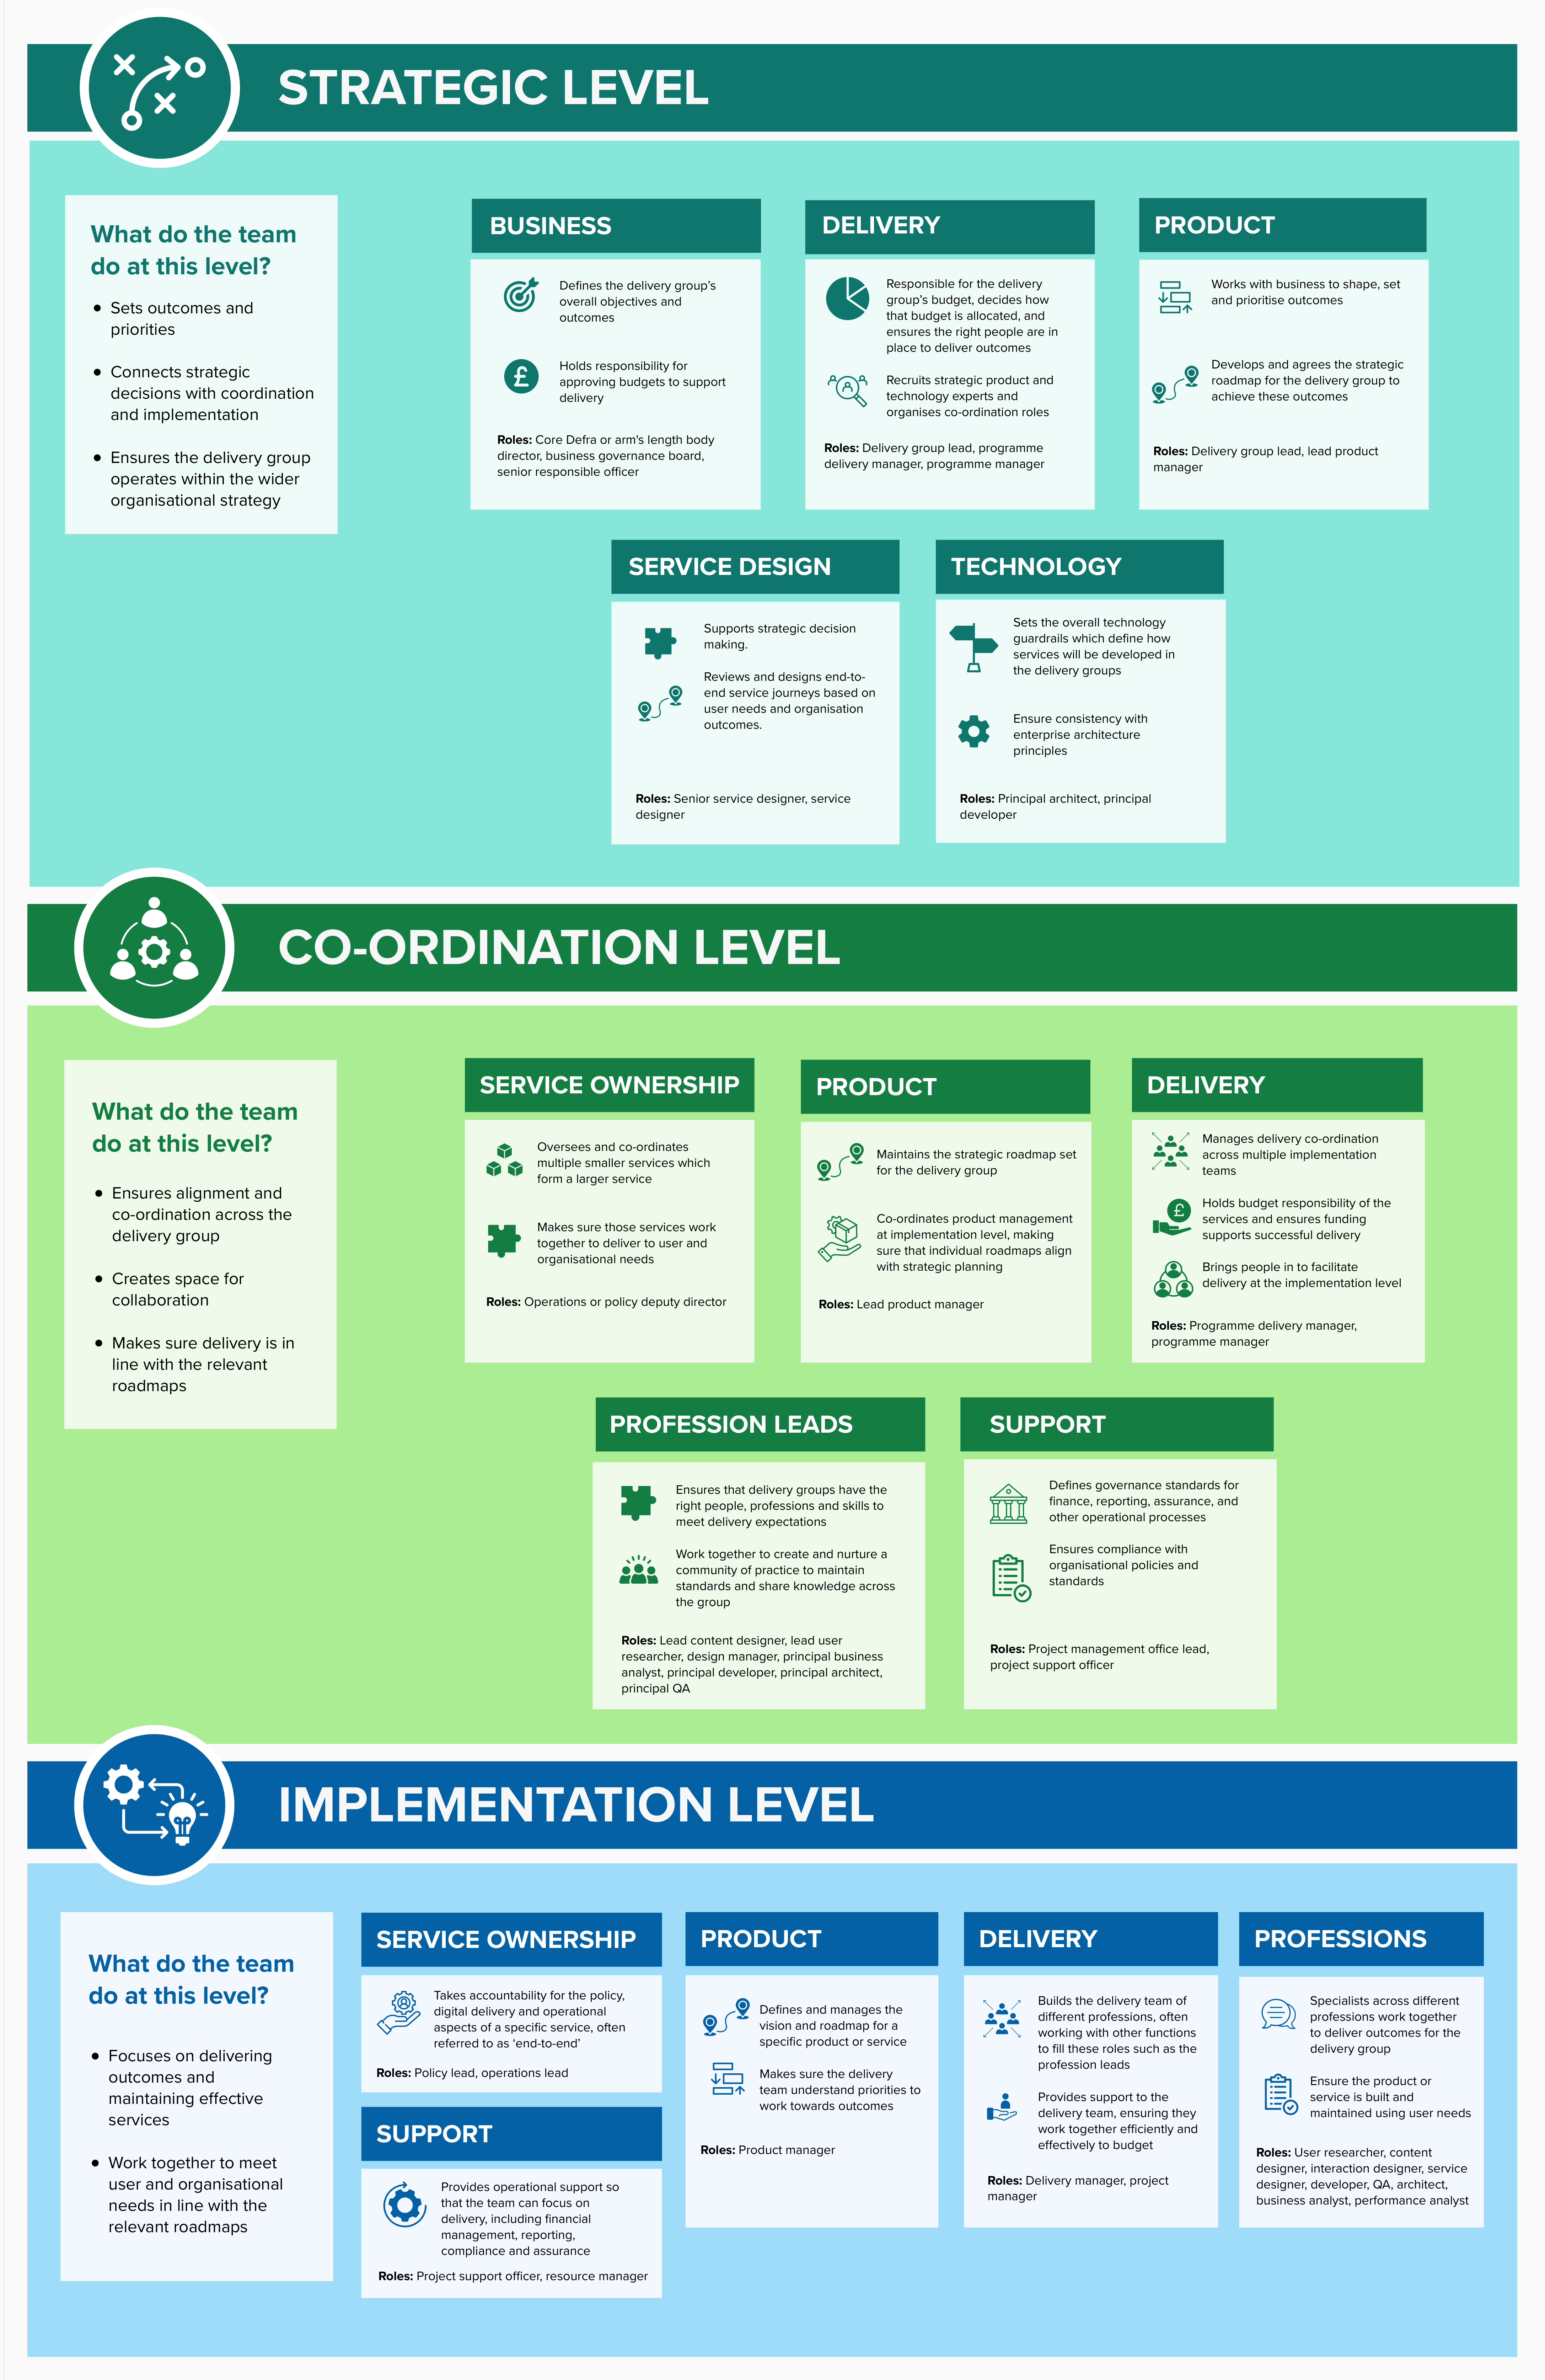 STRATEGIC LEVEL
What do the team
do at this level?
• Sets outcomes and
priorities
• Connects strategic
decisions with coordination
and implementation
• Ensures the delivery group
operates within the wider
organisational strategy
BUSINESS
Defines the delivery group's
overall objectives and
outcomes
£
Holds responsibility for
approving budgets to support
delivery
Roles: Core Defra or arm's length body
director, business governance board,
senior responsible officer
DELIVERY
Responsible for the delivery
group's budget, decides how
that budget is allocated, and
ensures the right people are in
place to deliver outcomes
Recruits strategic product and
technology experts and
organises co-ordination roles
Roles: Delivery group lead, programme
delivery manager, programme manager
PRODUCT
Works with business to shape, set
and prioritise outcomes
Develops and agrees the strategic
roadmap for the delivery group to
achieve these outcomes
Roles: Delivery group lead, lead product
manager
SERVICE DESIGN
Supports strategic decision
making.
Reviews and designs end-to-
end service journeys based on
user needs and organisation
outcomes.
Roles: Senior service designer, service
designer
TECHNOLOGY
Sets the overall technology
guardrails which define how
services will be developed in
the delivery groups
Ensure consistency with
enterprise architecture
principles
Roles: Principal architect, principal
developer
CO-ORDINATION LEVEL
What do the team
do at this level?
• Ensures alignment and
co-ordination across the
delivery group
• Creates space for
collaboration
• Makes sure delivery is in
line with the relevant
roadmaps
SERVICE OWNERSHIP
Oversees and co-ordinates
multiple smaller services which
form a larger service
Makes sure those services work
together to deliver to user and
organisational needs
Roles: Operations or policy deputy director
PRODUCT
Maintains the strategic roadmap set
for the delivery group
Co-ordinates product management
at implementation level, making
sure that individual roadmaps align
with strategic planning
Roles: Lead product manager
DELIVERY
Manages delivery co-ordination
across multiple implementation
teams
£
Holds budget responsibility of the
services and ensures funding
supports successful delivery
Brings people in to facilitate
delivery at the implementation level
Roles: Programme delivery manager,
programme manager
PROFESSION LEADS
Ensures that delivery groups have the
right people, professions and skills to
meet delivery expectations
Work together to create and nurture a
community of practice to maintain
standards and share knowledge across
the group
Roles: Lead content designer, lead user
researcher, design manager, principal business
analyst, principal developer, principal architect,
principal QA
SUPPORT
Defines governance standards for
finance, reporting, assurance, and
other operational processes
Ensures compliance with
organisational policies and
standards
Roles: Project management office lead,
project support officer
IMPLEMENTATION LEVEL
What do the team
do at this level?
• Focuses on delivering
outcomes and
maintaining effective
services
• Work together to meet
user and organisational
needs in line with the
relevant roadmaps
SERVICE OWNERSHIP
Takes accountability for the policy,
digital delivery and operational
aspects of a specific service, often
referred to as ‘end-to-end’
Roles: Policy lead, operations lead
SUPPORT
Provides operational support so
that the team can focus on
delivery, including financial
management, reporting,
compliance and assurance
Roles: Project support officer, resource manager
PRODUCT
Defines and manages the
vision and roadmap for a
specific product or service
Makes sure the delivery
team understand priorities to
work towards outcomes
Roles: Product manager
DELIVERY
Builds the delivery team of
different professions, often
working with other functions
to fill these roles such as the
profession leads
Provides support to the
delivery team, ensuring they
work together efficiently and
effectively to budget
Roles: Delivery manager, project
manager
PROFESSIONS
Specialists across different
professions work together
to deliver outcomes for the
delivery group
Ensure the product or
service is built and
maintained using user needs
Roles: User researcher, content
designer, interaction designer, service
designer, developer, QA, architect,
business analyst, performance analyst